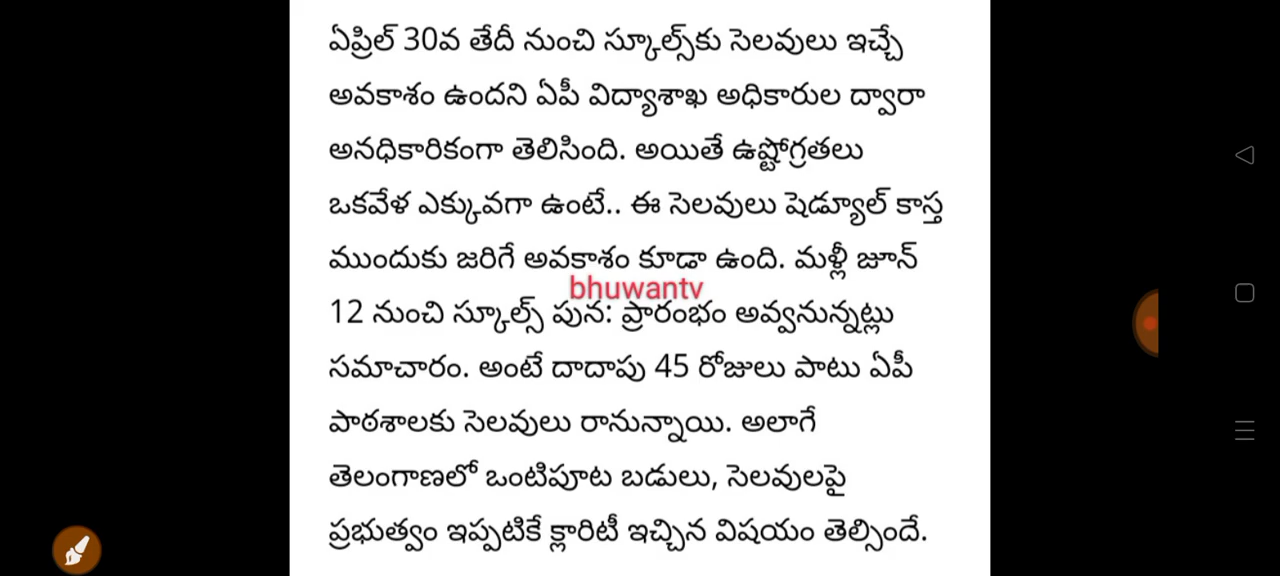 ఏప్రిల్ 30వ తేదీ నుంచి స్కూల్స్‌కు సెలవులు ఇచ్చే
అవకాశం ఉందని ఏపీ విద్యాశాఖ అధికారుల ద్వారా
అనధికారికంగా తెలిసింది. అయితే ఉష్టోగ్రతలు
ఒకవేళ ఎక్కువగా ఉంటే.. ఈ సెలవులు షెడ్యూల్ కాస్త
ముందుకు జరిగే అవకాశం కూడా ఉంది. మళ్లీ జూన్
bhuwantv
12 నుంచి స్కూల్స్ పున: ప్రారంభం అవ్వనున్నట్లు
సమాచారం. అంటే దాదాపు 45 రోజులు పాటు ఏపీ
పాఠశాలకు సెలవులు రానున్నాయి. అలాగే
తెలంగాణలో ఒంటిపూట బడులు, సెలవులపై
ప్రభుత్వం ఇప్పటికే క్లారిటీ ఇచ్చిన విషయం తెల్సిందే.